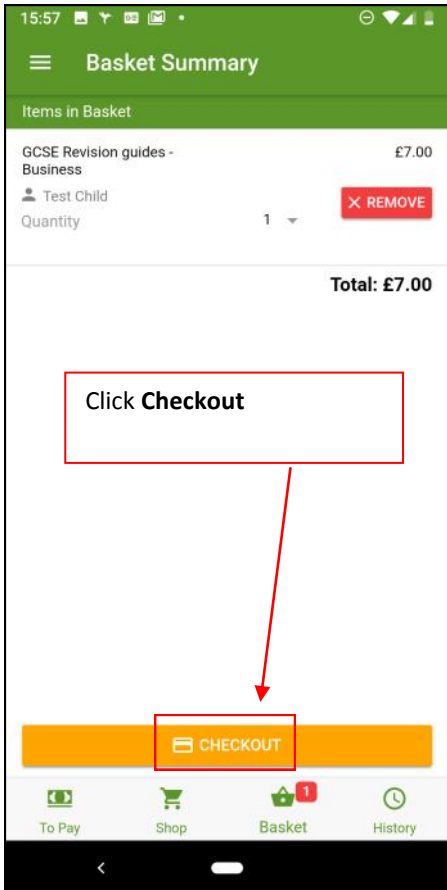 15:57
Basket Summary
Items in Basket
GCSE Revision guides -
Business
£7.00
Test Child
REMOVE
Quantity
1
Total: £7.00
Click Checkout
CHECKOUT
1
To Pay
Shop
Basket
History